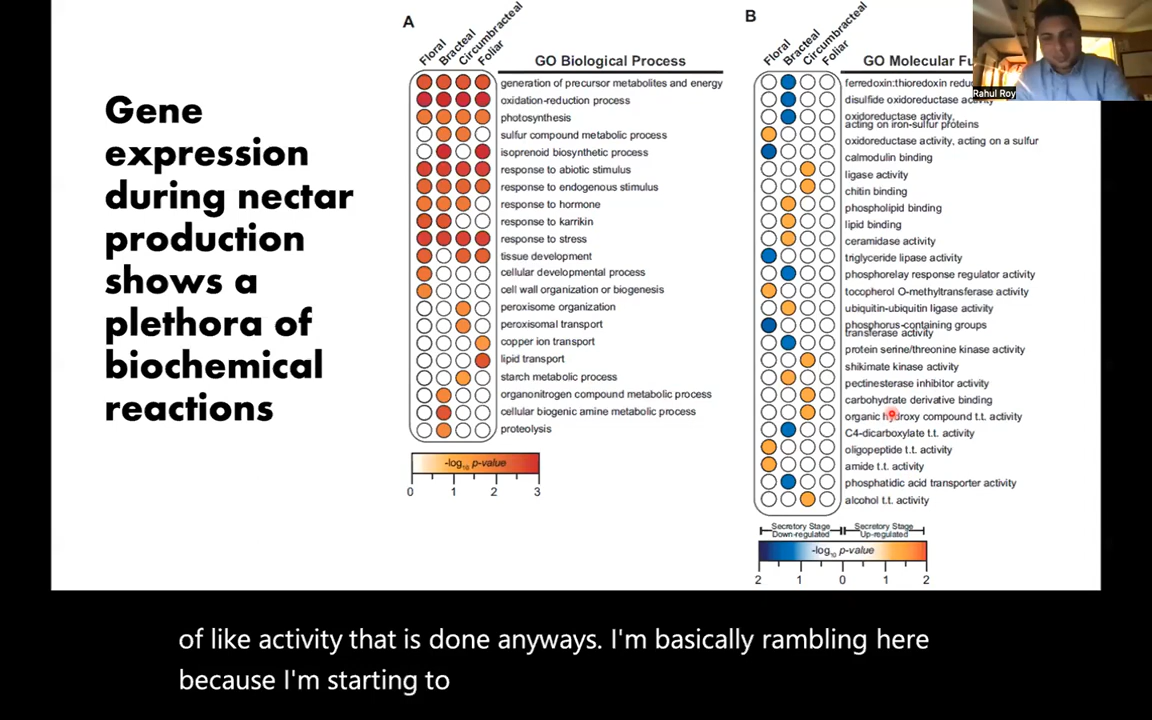 Gene
expression
during nectar
production
shows a
plethora of
biochemical
reactions
A
Floral
Bracteal
Circumbracteal
Foliar
GO Biological Process
generation of precursor metabolites and energy
oxidation-reduction process
photosynthesis
sulfur compound metabolic process
isoprenoid biosynthetic process
response to abiotic stimulus
response to endogenous stimulus
response to hormone
response to karrikin
response to stress
tissue development
cellular developmental process
cell wall organization or biogenesis
peroxisome organization
peroxisomal transport
copper ion transport
lipid transport
starch metabolic process
organonitrogen compound metabolic process
cellular biogenic amine metabolic process
proteolysis
-log10 p-value
0 1 2 3
B
Floral
Bracteal
Circumbracteal
Foliar
GO Molecular Fu
ferredoxin:thioredoxin redu
disulfide oxidoreductase activity
oxidoreductase activity,
acting on iron-sulfur proteins
oxidoreductase activity, acting on a sulfur
calmodulin binding
ligase activity
chitin binding
phospholipid binding
lipid binding
ceramidase activity
triglyceride lipase activity
phosphorelay response regulator activity
tocopherol O-methyltransferase activity
ubiquitin-ubiquitin ligase activity
phosphorus-containing groups
transferase activity
protein serine/threonine kinase activity
shikimate kinase activity
pectinesterase inhibitor activity
carbohydrate derivative binding
organic hydroxy compound t.t. activity
C4-dicarboxylate t.t. activity
oligopeptide t.t. activity
amide t.t. activity
phosphatidic acid transporter activity
alcohol t.t. activity
Secretory Stage
Down-regulated
Secretory Stage
Up-regulated
-log10 p-value
2 1 0 1 2
Rahul Roy
of like activity that is done anyways. I'm basically rambling here
because I'm starting to